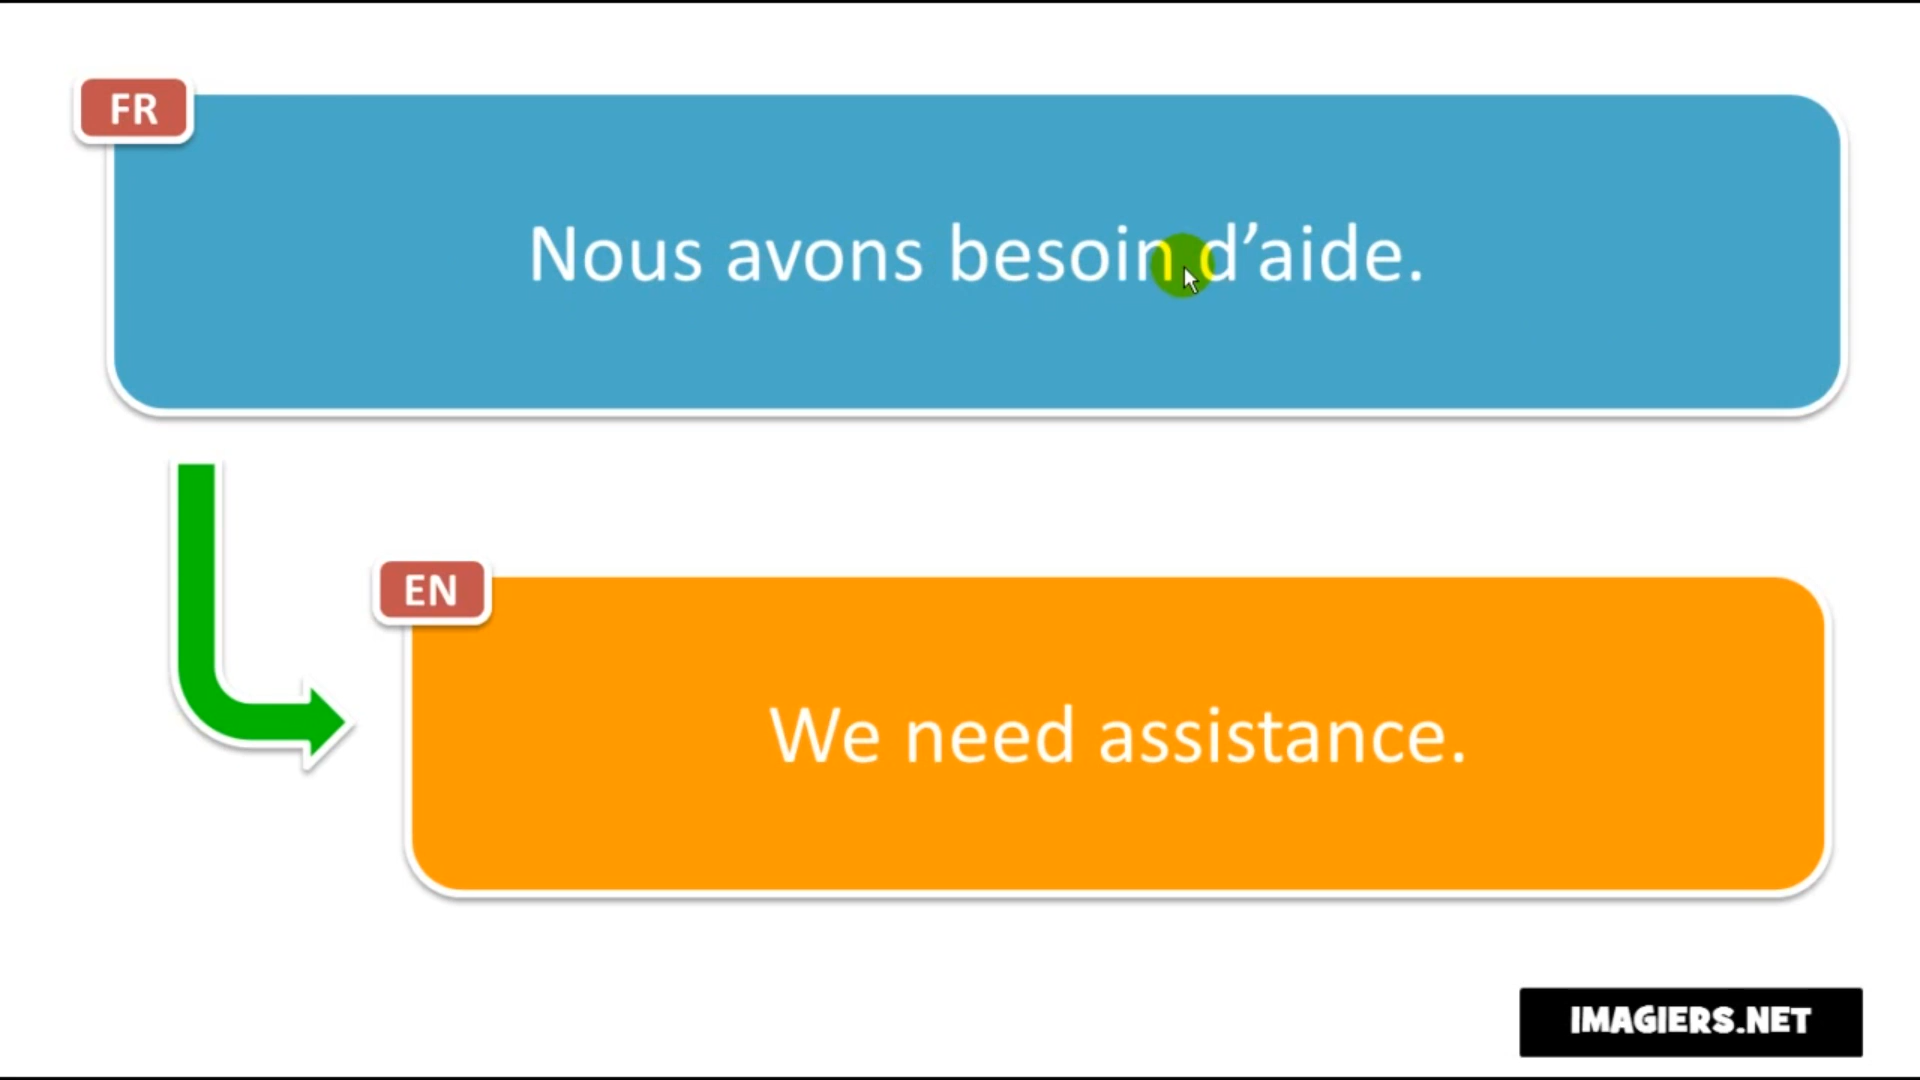 FR
Nous avons besoin d’aide.
EN
We need assistance.
IMAGIERS.NET